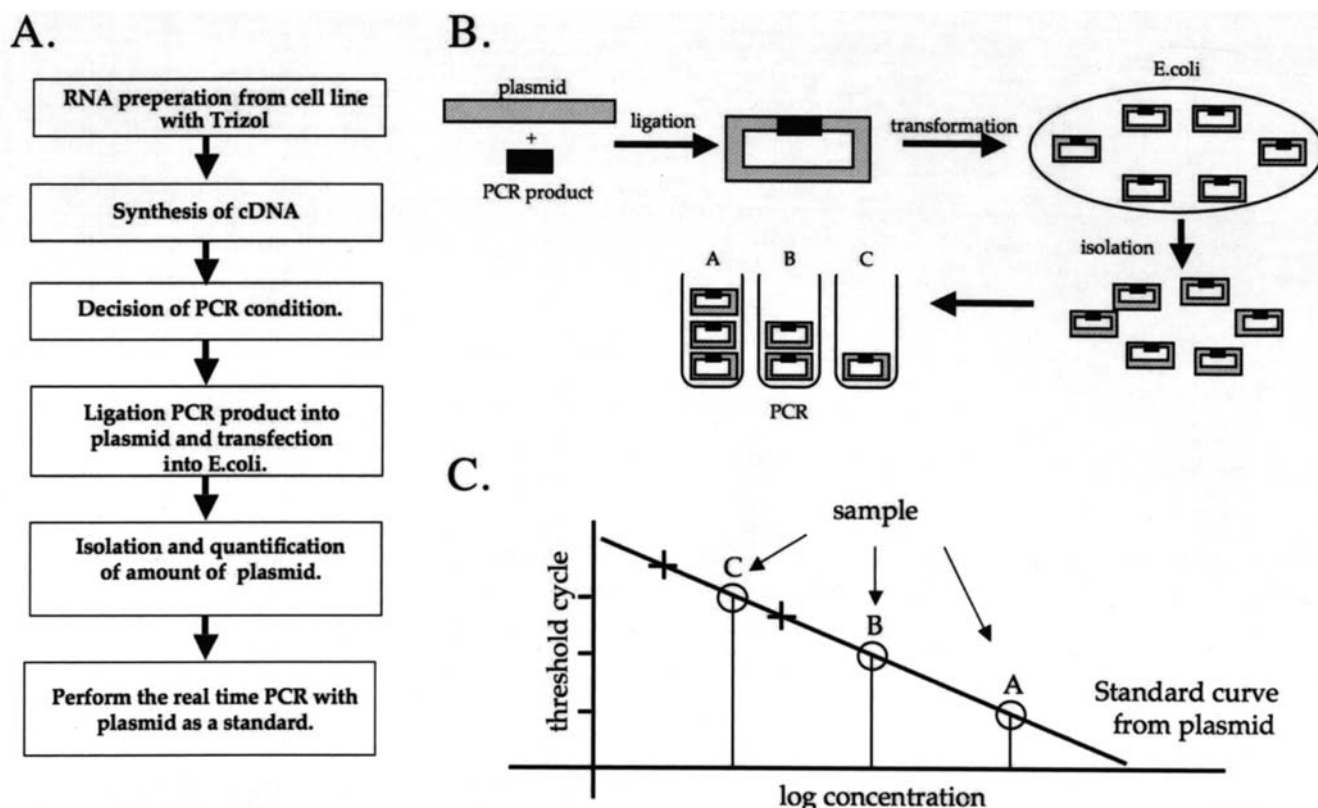 A.
RNA preperation from cell line
with Trizol
Synthesis of cDNA
Decision of PCR condition.
Ligation PCR product into
plasmid and transfection
into E.coli.
Isolation and quantification
of amount of plasmid.
Perform the real time PCR with
plasmid as a standard.
B.
plasmid
+
PCR product
ligation
transformation
E.coli
isolation
A B C
PCR
C.
sample
threshold cycle
C
B
A
Standard curve
from plasmid
log concentration